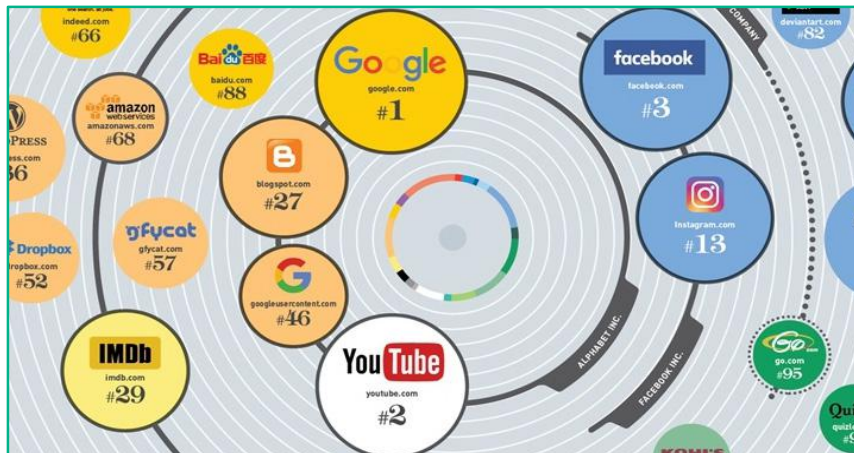 indeed.com
#66
Baidu百度
baidu.com
#88
Google
google.com
#1
facebook
facebook.com
#3
COMPANY
deviantart.com
#82
amazon
webservices
amazonaws.com
#68
blogspot.com
#27
Instagram.com
#13
gfycat
gfycat.com
#57
Dropbox
#52
googleusercontent.com
#46
IMDb
imdb.com
#29
YouTube
youtube.com
#2
ALPHABET INC.
FACEBOOK INC.
Go.com
go.com
#95
KOHL'S